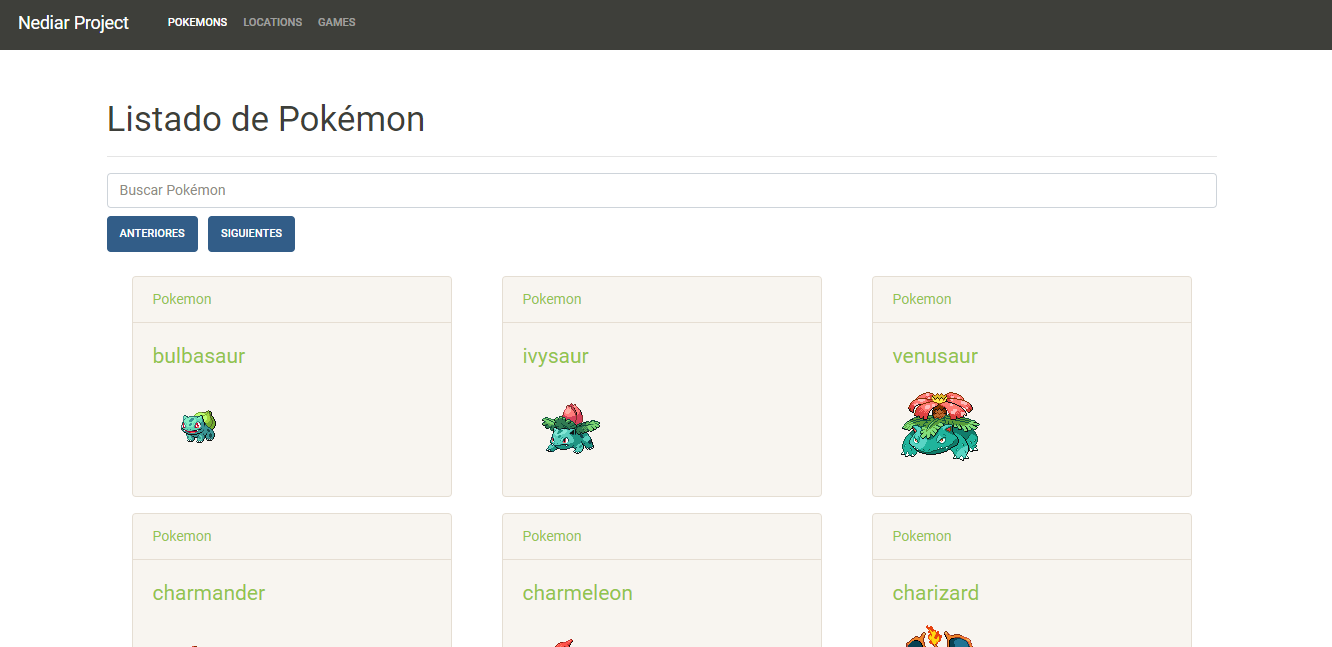 Nediar Project POKEMONS LOCATIONS GAMES
Listado de Pokémon
Buscar Pokémon
ANTERIORES SIGUIENTES
Pokemon Pokemon Pokemon
bulbasaur ivysaur venusaur
Pokemon Pokemon Pokemon
charmander charmeleon charizard